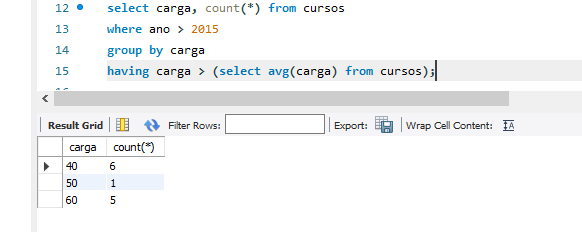 12 select carga, count(*) from cursos
13 where ano > 2015
14 group by carga
15 having carga > (select avg(carga) from cursos);
Result Grid Filter Rows: Export: Wrap Cell Content: IA
carga count(*)
40 6
50 1
60 5